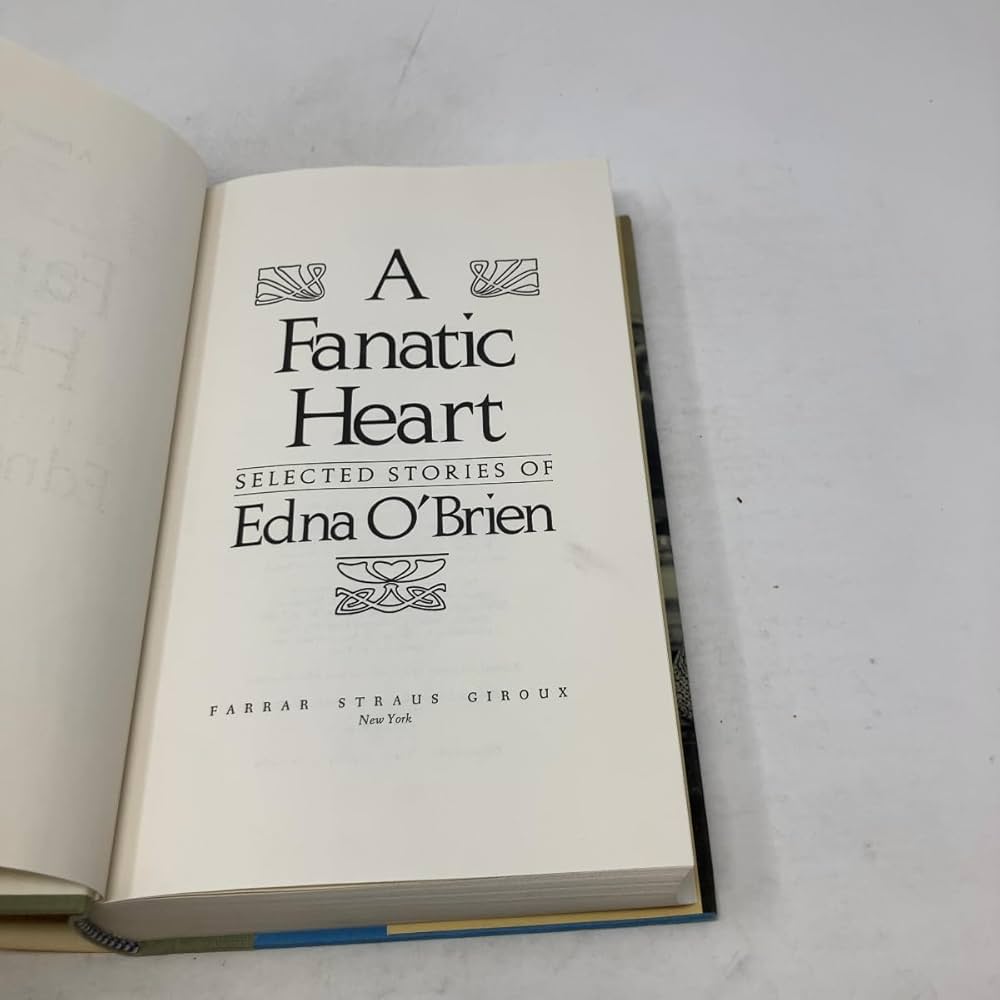 A
Fanatic
Heart
SELECTED STORIES OF
Edna O'Brien
FARRAR STRAUS GIROUX
New York